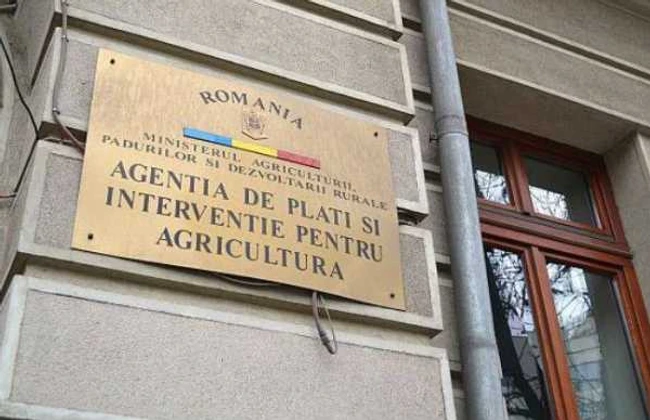 ROMANIA
MINISTERUL AGRICULTURII,
PADURILOR SI DEZVOLTARII RURALE
AGENTIA DE PLATI SI
INTERVENTIE PENTRU
AGRICULTURA